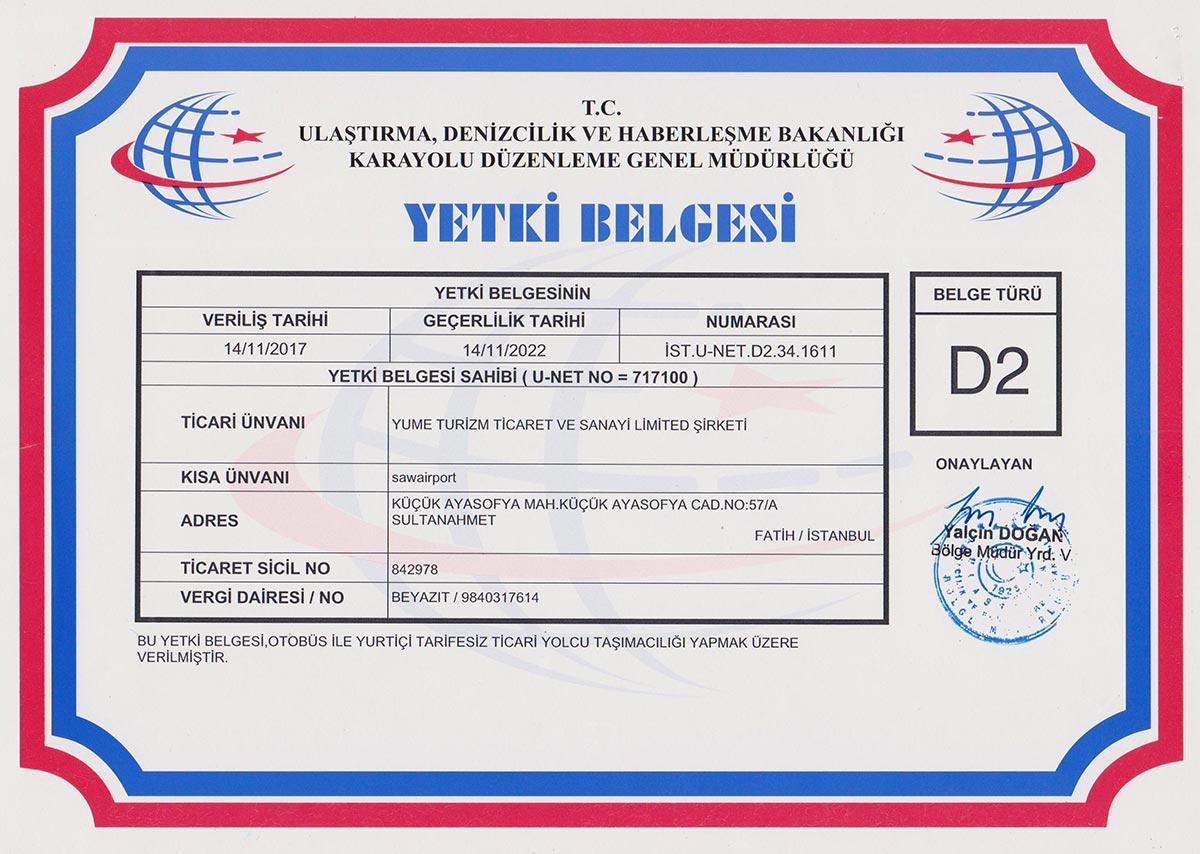 T.C.
ULAŞTIRMA, DENİZCİLİK VE HABERLEŞME BAKANLIĞI
KARAYOLU DÜZENLEME GENEL MÜDÜRLÜĞÜ
YETKİ BELGESİ
YETKİ BELGESİNİN
VERİLİŞ TARİHİ GEÇERLİLİK TARİHİ NUMARASI
14/11/2017 14/11/2022 İST.U-NET.D2.34.1611
YETKİ BELGESİ SAHİBİ ( U-NET NO = 717100 )
TİCARİ ÜNVANI YUME TURİZM TİCARET VE SANAYİ LİMİTED ŞİRKETİ
KISA ÜNVANI sawairport
ADRES KÜÇÜK AYASOFYA MAH.KÜÇÜK AYASOFYA CAD.NO:57/A
SULTANAHMET
FATİH / İSTANBUL
TİCARET SİCİL NO 842978
VERGİ DAİRESİ / NO BEYAZIT / 9840317614
BU YETKİ BELGESİ,OTOBÜS İLE YURTİÇİ TARİFESİZ TİCARİ YOLCU TAŞIMACILIĞI YAPMAK ÜZERE
VERİLMİŞTİR.
BELGE TÜRÜ
D2
ONAYLAYAN
Yalçın DOĞAN
Bölge Müdür Yrd. V.
1923